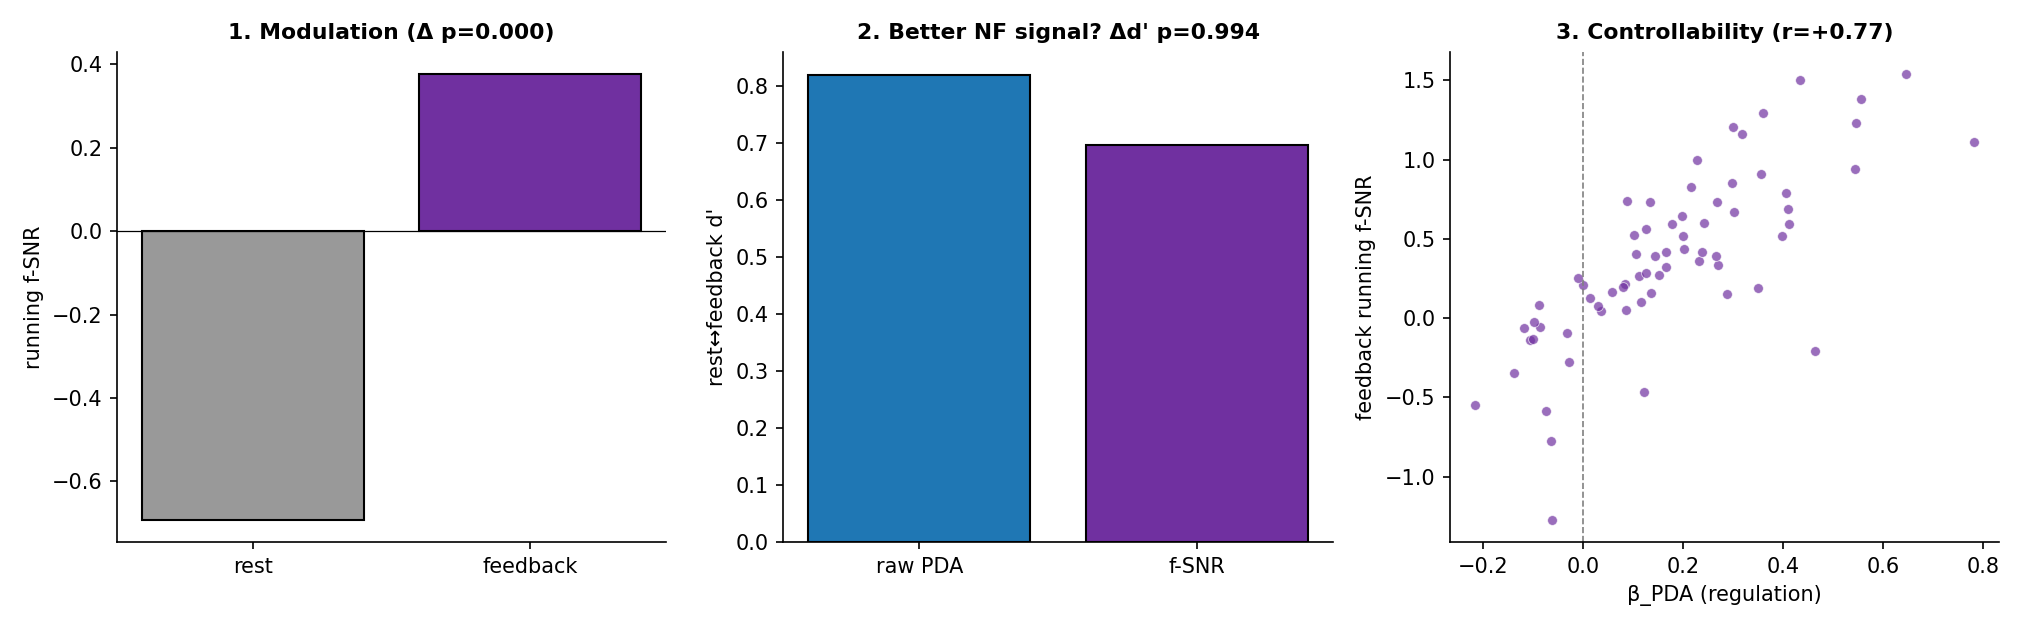 1. Modulation (Δ p=0.000)
running f-SNR
0.4
0.2
0.0
−0.2
−0.4
−0.6
rest
feedback
2. Better NF signal? Δd' p=0.994
rest↔feedback d'
0.8
0.7
0.6
0.5
0.4
0.3
0.2
0.1
0.0
raw PDA
f-SNR
3. Controllability (r=+0.77)
feedback running f-SNR
1.5
1.0
0.5
0.0
−0.5
−1.0
−0.2
0.0
0.2
0.4
0.6
0.8
β_PDA (regulation)